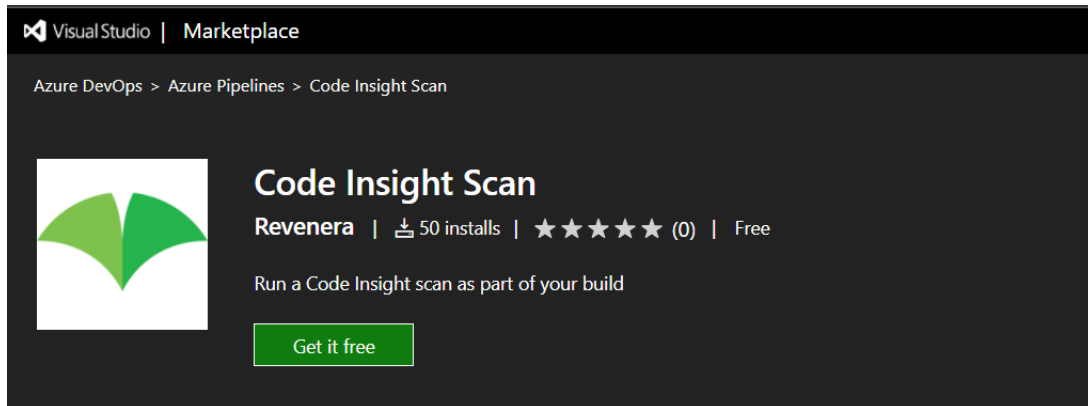 Visual Studio | Marketplace
Azure DevOps > Azure Pipelines > Code Insight Scan
Code Insight Scan
Revenera | 50 installs | ★★★★★ (0) | Free
Run a Code Insight scan as part of your build
Get it free